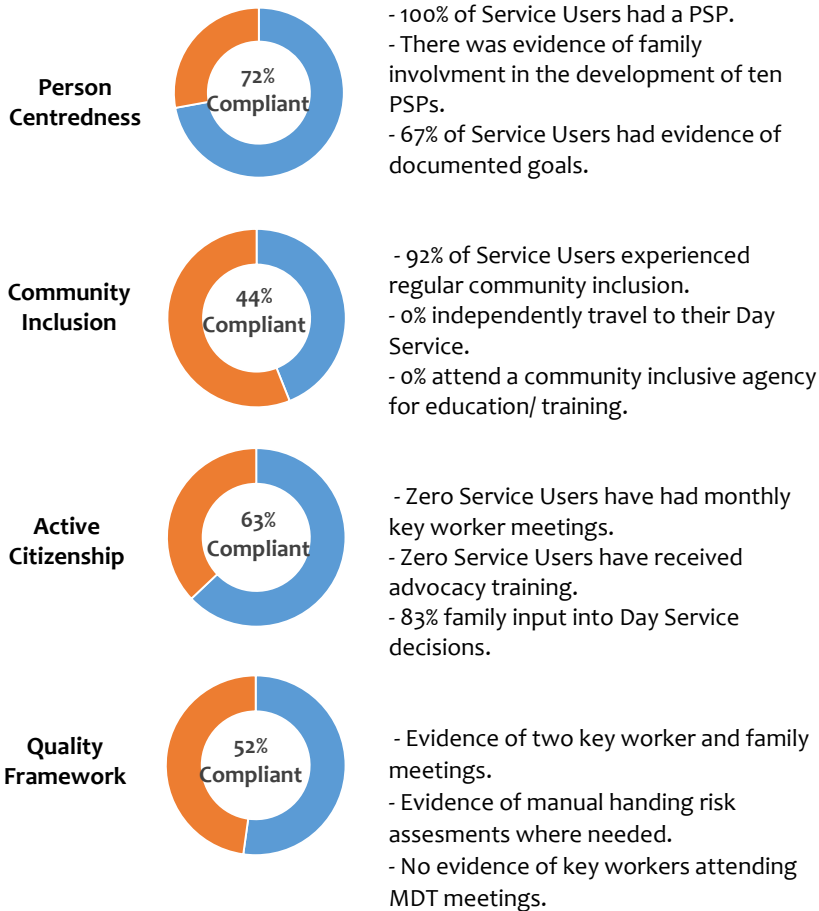 Person
Centredness
72%
Compliant
- 100% of Service Users had a PSP.
- There was evidence of family
involvment in the development of ten
PSPs.
- 67% of Service Users had evidence of
documented goals.
Community
Inclusion
44%
Compliant
- 92% of Service Users experienced
regular community inclusion.
- 0% independently travel to their Day
Service.
- 0% attend a community inclusive agency
for education/ training.
Active
Citizenship
63%
Compliant
- Zero Service Users have had monthly
key worker meetings.
- Zero Service Users have received
advocacy training.
- 83% family input into Day Service
decisions.
Quality
Framework
52%
Compliant
- Evidence of two key worker and family
meetings.
- Evidence of manual handing risk
assesments where needed.
- No evidence of key workers attending
MDT meetings.